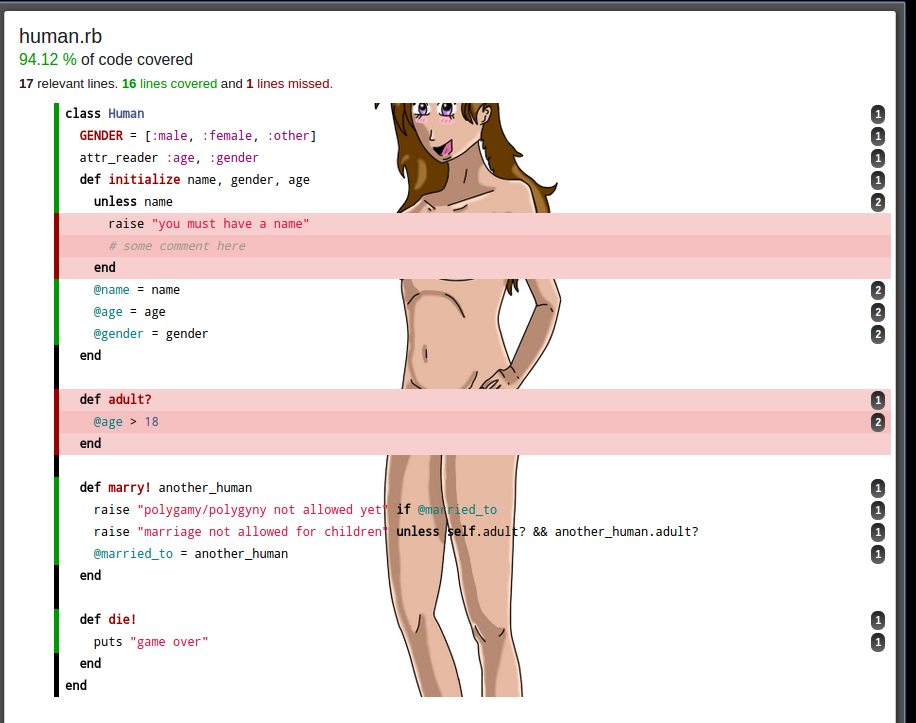 human.rb
94.12 % of code covered
17 relevant lines. 16 lines covered and 1 lines missed.
class Human 1
GENDER = [:male, :female, :other] 1
attr_reader :age, :gender 1
def initialize name, gender, age 1
unless name 2
raise "you must have a name"
# some comment here
end
@name = name 2
@age = age 2
@gender = gender 2
end
def adult? 1
@age > 18 2
end
def marry! another_human 1
raise "polygamy/polygyny not allowed yet" if @married_to 1
raise "marriage not allowed for children" unless self.adult? && another_human.adult? 1
@married_to = another_human 1
end
def die! 1
puts "game over" 1
end
end